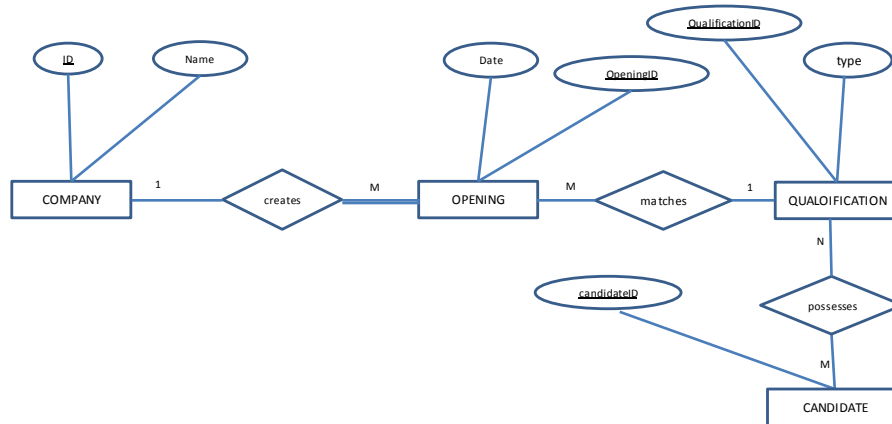 QualificationID
ID
Name
Date
type
OpeningID
1
M
M
1
COMPANY
creates
OPENING
matches
QUALOIFICATION
N
candidateID
possesses
M
CANDIDATE